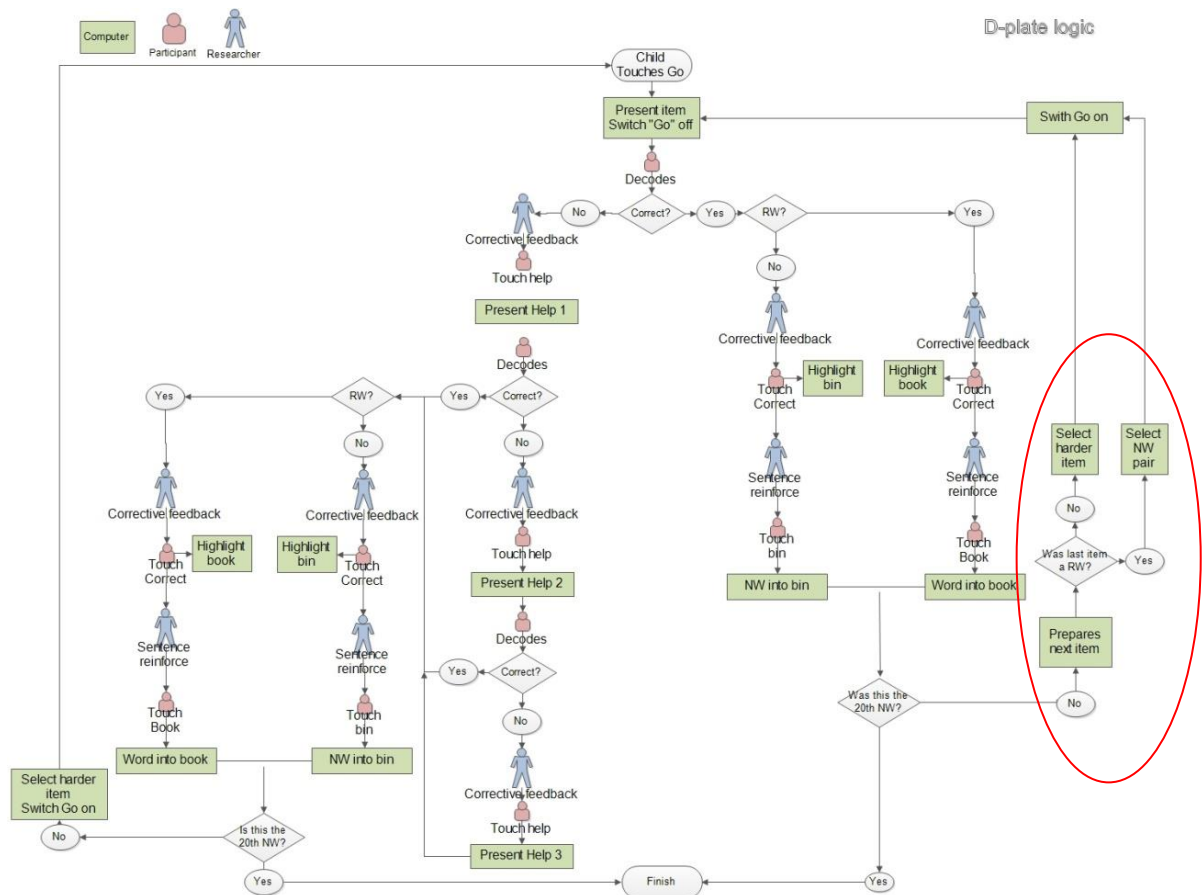 D-plate logic
Computer
Participant
Researcher
Child
Touches Go
Present item
Switch "Go" off
Swith Go on
Decodes
No
Correct?
Yes
RW?
Yes
Corrective feedback
Touch help
No
Present Help 1
Corrective feedback
Corrective feedback
Decodes
Touch
Correct
Highlight
bin
Highlight
book
Touch
Correct
Yes
RW?
Yes
Correct?
No
No
Select
harder
item
Select
NW
pair
Sentence
reinforce
Sentence
reinforce
No
Corrective feedback
Corrective feedback
Corrective feedback
Touch
bin
Touch
Book
Touch help
Touch
Correct
Highlight
book
Highlight
bin
Touch
Correct
Was last item
a RW?
Yes
Present Help 2
NW into bin
Word into book
Decodes
Prepares
next item
Sentence
reinforce
Sentence
reinforce
Yes
Correct?
Was this the
20th NW?
No
Touch
Book
Touch
bin
No
Word into book
NW into bin
Corrective feedback
Select harder
item
Switch Go on
Touch help
No
Is this the
20th NW?
Present Help 3
Yes
Finish
Yes